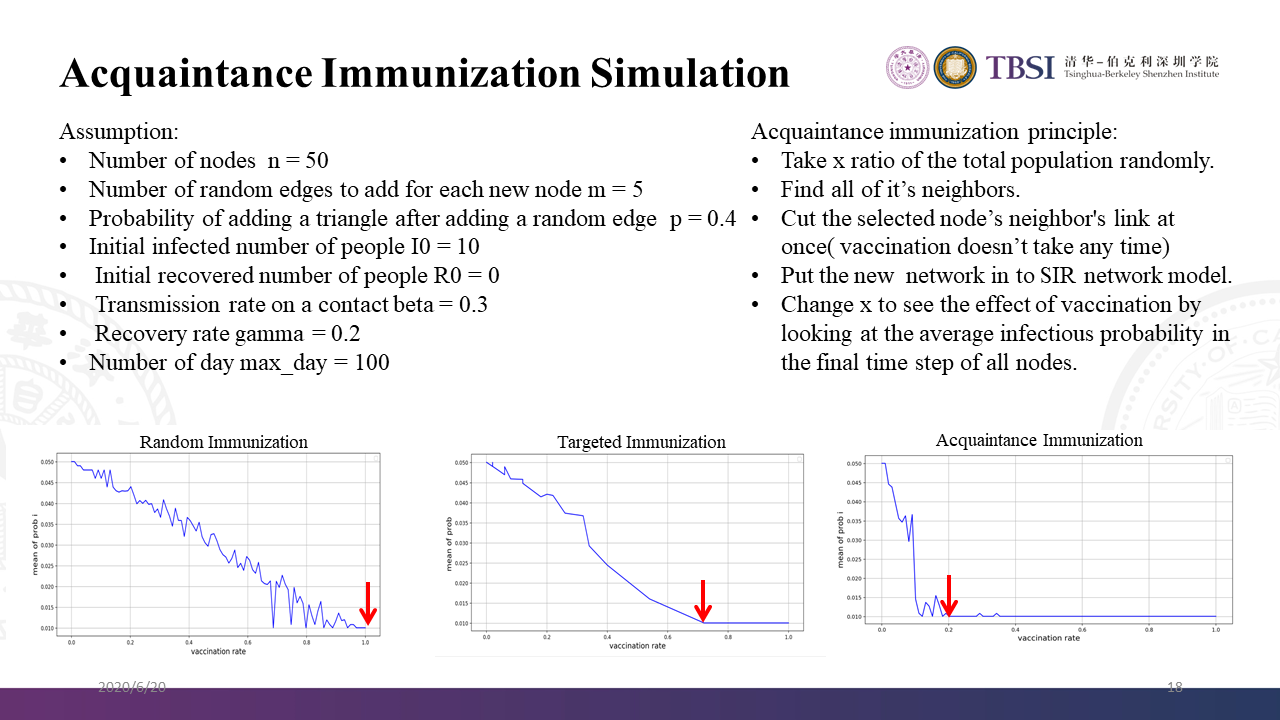 Acquaintance Immunization Simulation
TBSI 清华-伯克利深圳学院
Tsinghua-Berkeley Shenzhen Institute
Assumption:
• Number of nodes n = 50
• Number of random edges to add for each new node m = 5
• Probability of adding a triangle after adding a random edge p = 0.4
• Initial infected number of people I0 = 10
• Initial recovered number of people R0 = 0
• Transmission rate on a contact beta = 0.3
• Recovery rate gamma = 0.2
• Number of day max_day = 100
Acquaintance immunization principle:
• Take x ratio of the total population randomly.
• Find all of it’s neighbors.
• Cut the selected node’s neighbor's link at
once( vaccination doesn’t take any time)
• Put the new network in to SIR network model.
• Change x to see the effect of vaccination by
looking at the average infectious probability in
the final time step of all nodes.
Random Immunization
0.050
0.045
0.040
0.035
0.030
0.025
0.020
0.015
0.010
mean of prob i
0.0 0.2 0.4 0.6 0.8 1.0
vaccination rate
Targeted Immunization
0.050
0.045
0.040
0.035
0.030
0.025
0.020
0.015
0.010
mean of prob
0.0 0.2 0.4 0.6 0.8 1.0
vaccination rate
Acquaintance Immunization
0.050
0.045
0.040
0.035
0.030
0.025
0.020
0.015
0.010
mean of prob i
0.0 0.2 0.4 0.6 0.8 1.0
vaccination rate
2020/6/20
18